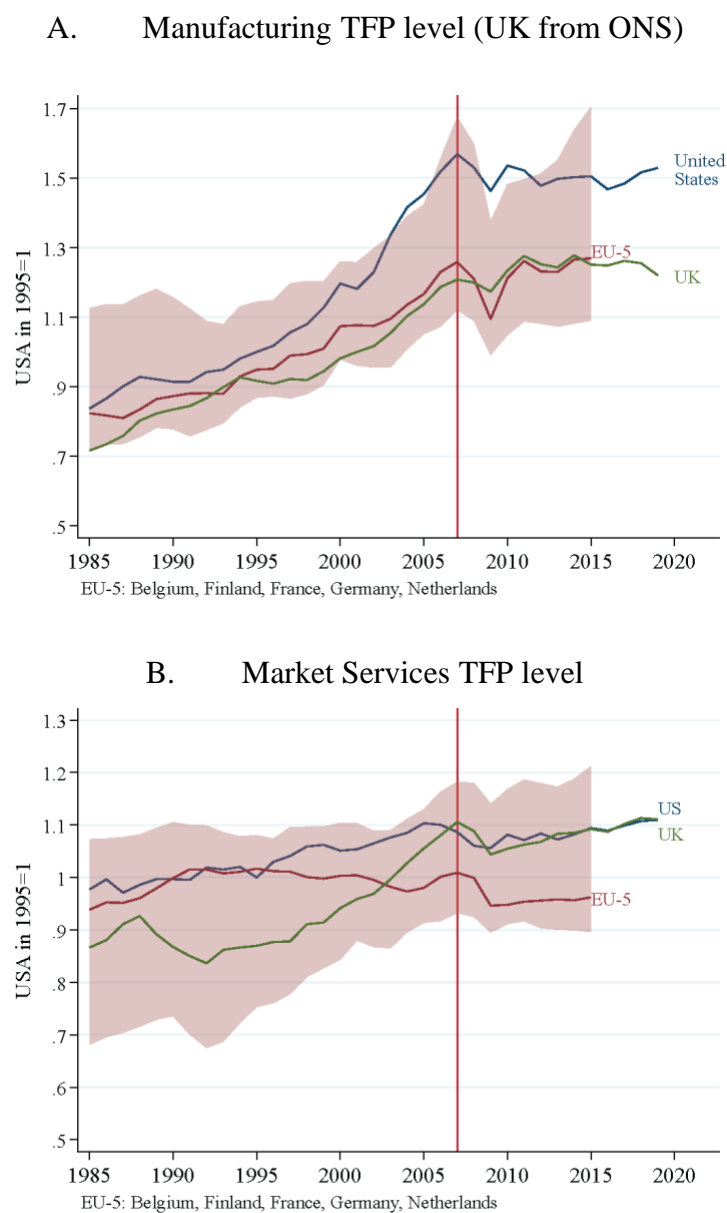 A. Manufacturing TFP level (UK from ONS)
USA in 1995=1
1.7
1.5
1.3
1.1
.9
.7
.5
United
States
EU-5
UK
1985 1990 1995 2000 2005 2010 2015 2020
EU-5: Belgium, Finland, France, Germany, Netherlands
B. Market Services TFP level
USA in 1995=1
1.3
1.2
1.1
1
.9
.8
.7
.6
.5
US
UK
EU-5
1985 1990 1995 2000 2005 2010 2015 2020
EU-5: Belgium, Finland, France, Germany, Netherlands